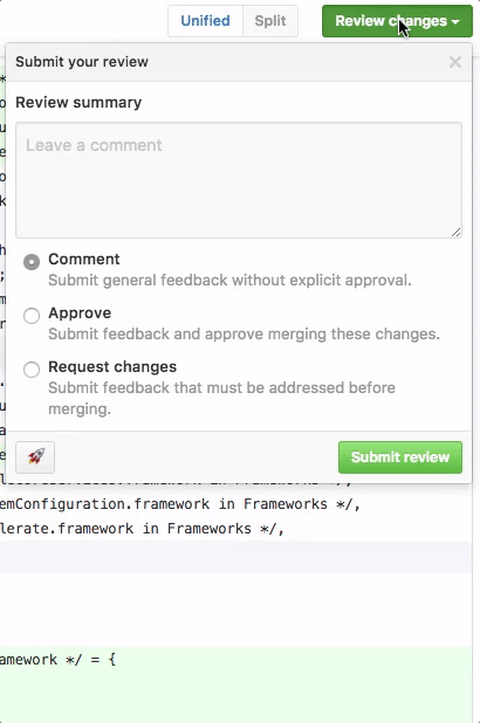 Unified
Split
Review changes
Submit your review
Review summary
Leave a comment
Comment
Submit general feedback without explicit approval.
Approve
Submit feedback and approve merging these changes.
Request changes
Submit feedback that must be addressed before
merging.
Submit review
emConfiguration.framework in Frameworks */,
lerate.framework in Frameworks */,
amework */ = {